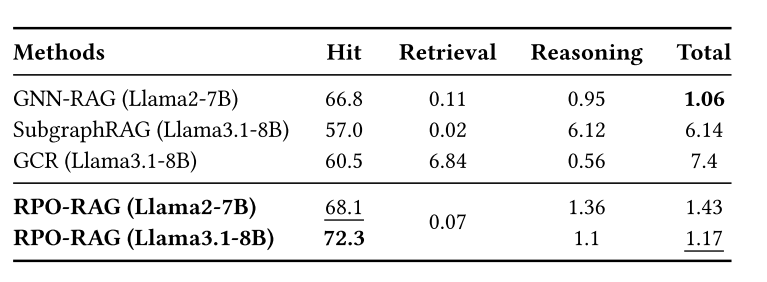 Methods Hit Retrieval Reasoning Total
GNN-RAG (Llama2-7B) 66.8 0.11 0.95 1.06
SubgraphRAG (Llama3.1-8B) 57.0 0.02 6.12 6.14
GCR (Llama3.1-8B) 60.5 6.84 0.56 7.4
RPO-RAG (Llama2-7B) 68.1 0.07 1.36 1.43
RPO-RAG (Llama3.1-8B) 72.3 1.1 1.17